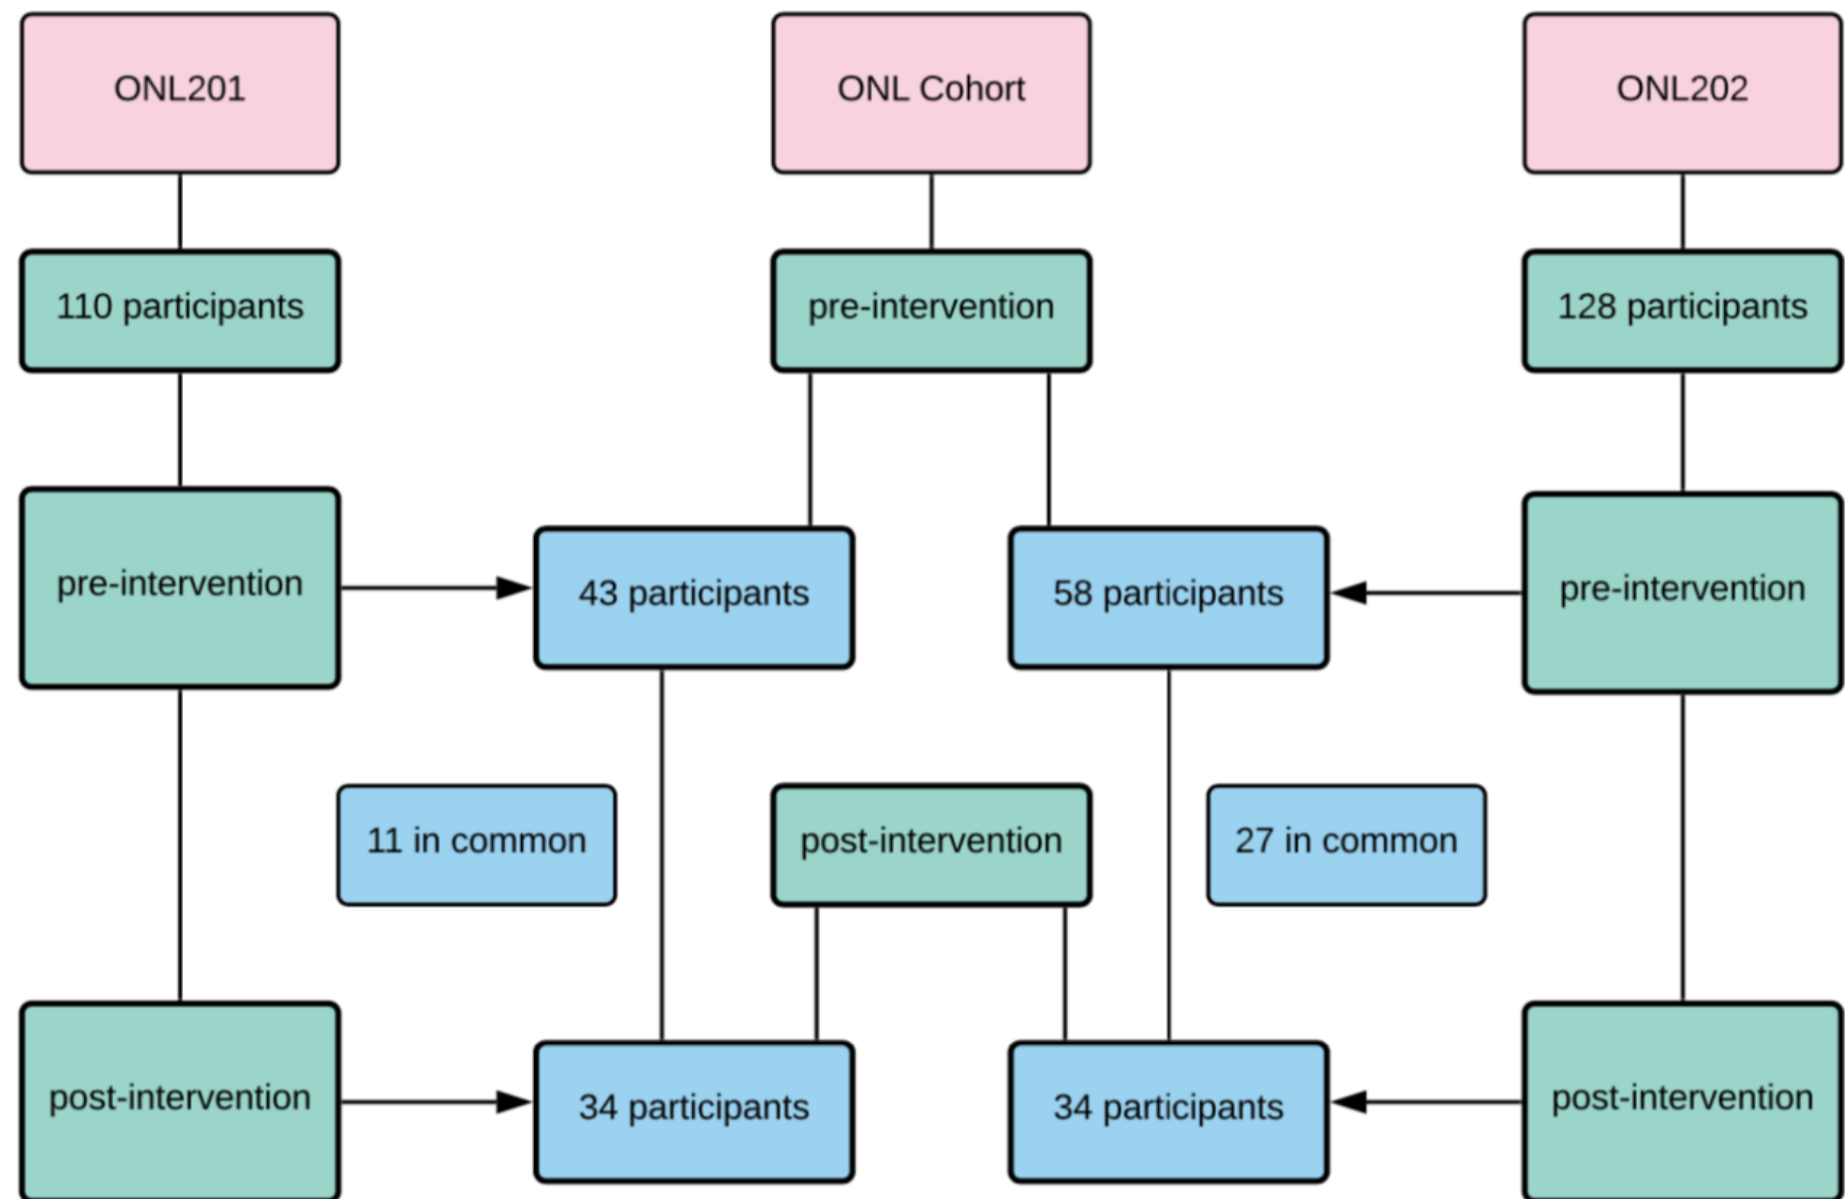 ONL201
ONL Cohort
ONL202
110 participants
pre-intervention
128 participants
pre-intervention
43 participants
58 participants
pre-intervention
11 in common
post-intervention
27 in common
post-intervention
34 participants
34 participants
post-intervention